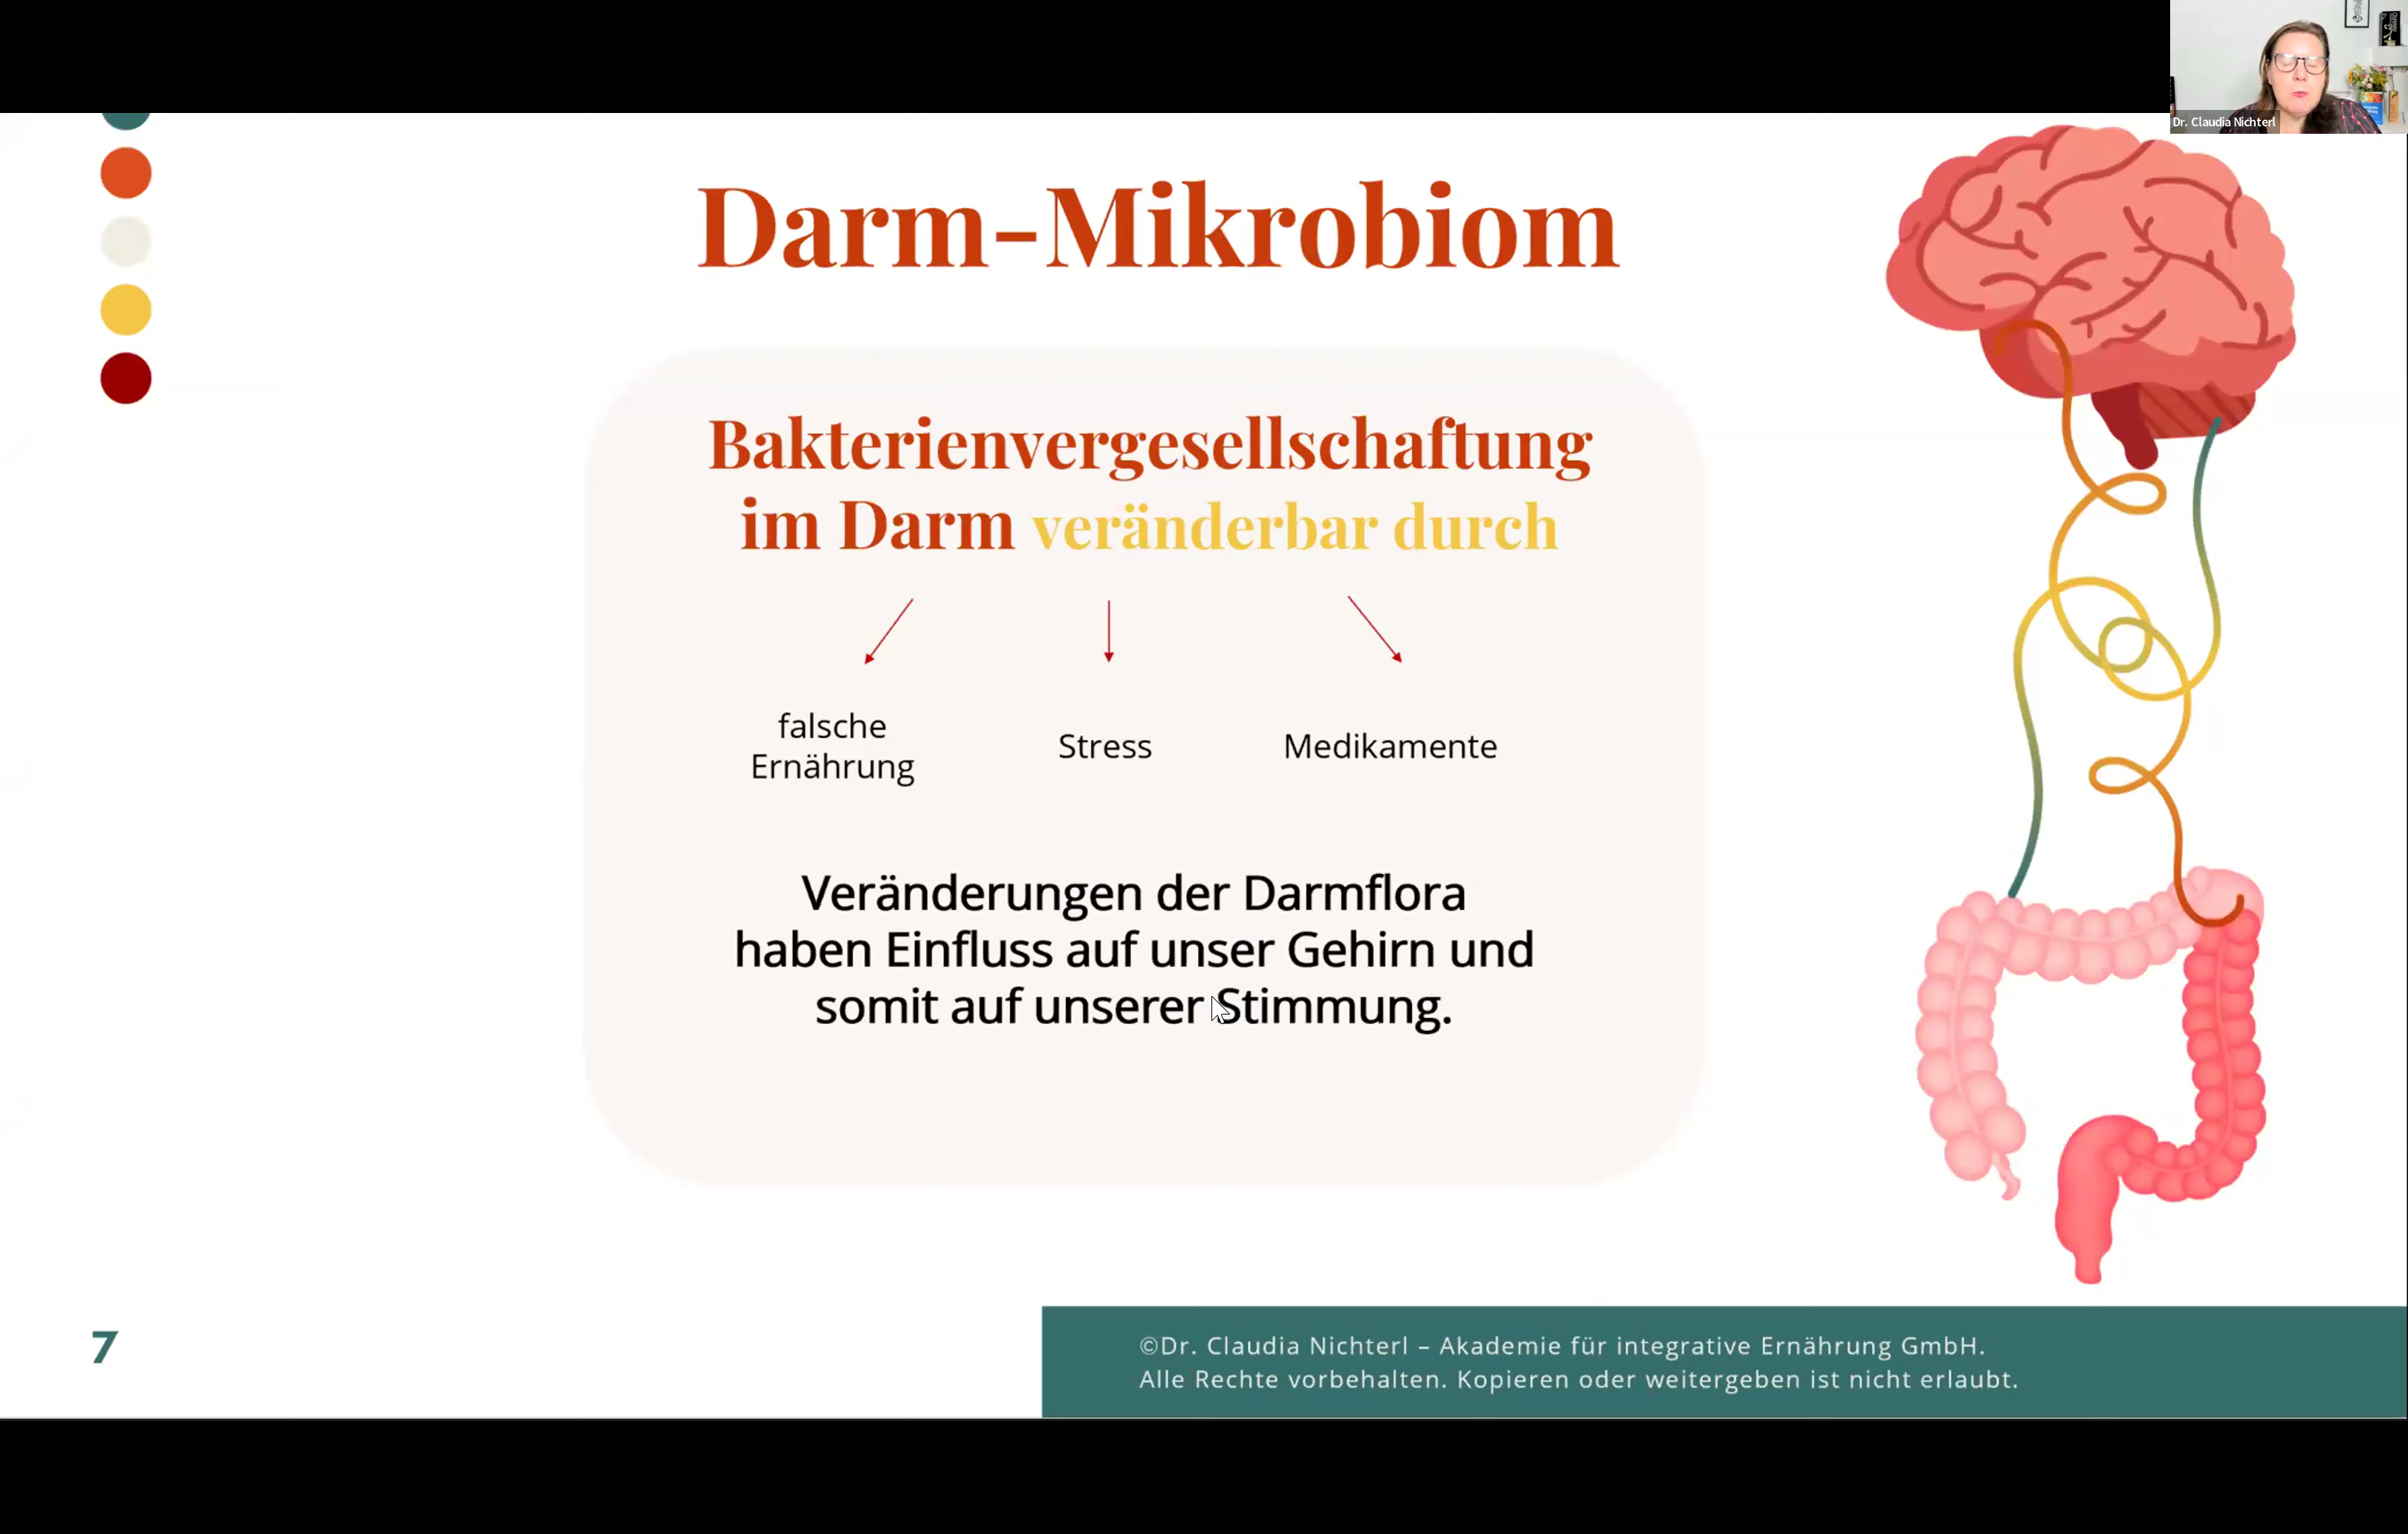 Dr. Claudia Nichterl
Darm-Mikrobiom
Bakterienvergesellschaftung
im Darm veränderbar durch
falsche
Ernährung
Stress
Medikamente
Veränderungen der Darmflora
haben Einfluss auf unser Gehirn und
somit auf unserer Stimmung.
7
©Dr. Claudia Nichterl – Akademie für integrative Ernährung GmbH.
Alle Rechte vorbehalten. Kopieren oder weitergeben ist nicht erlaubt.